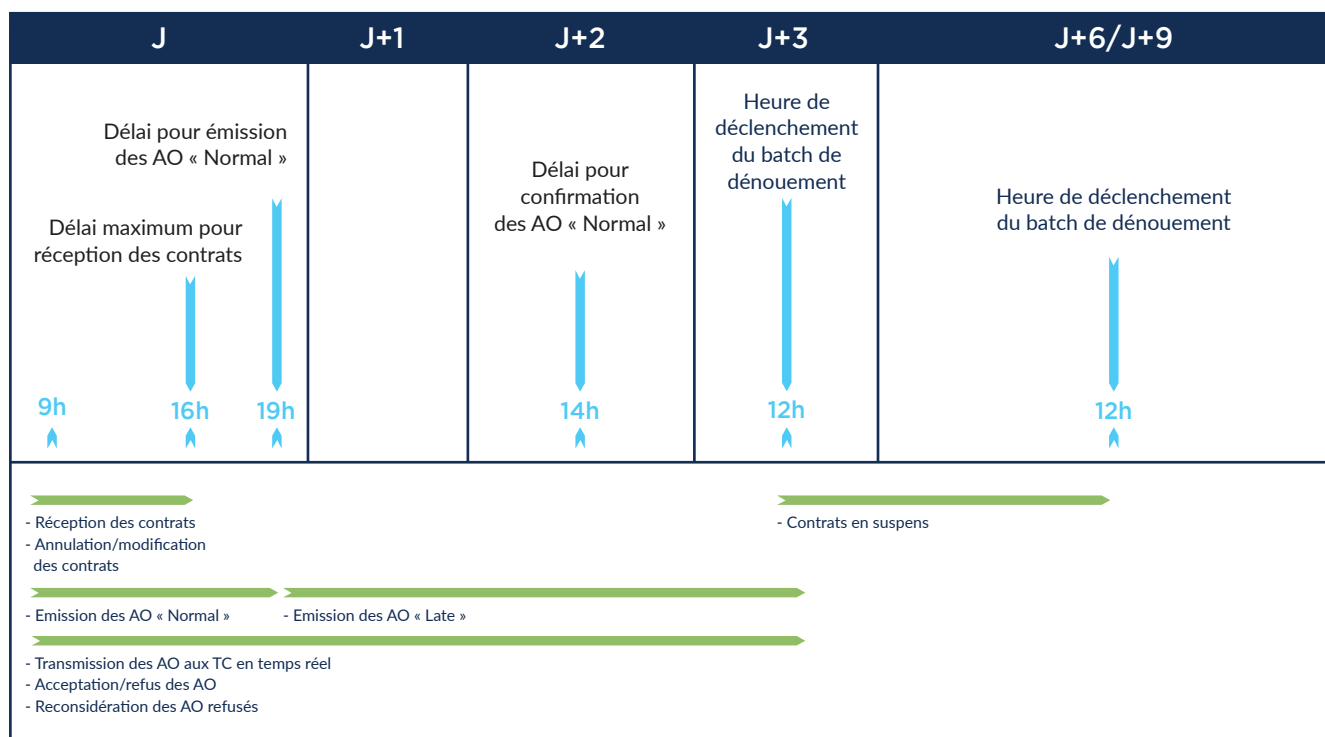 J
J+1
J+2
J+3
J+6/J+9
Délai pour émission
des AO « Normal »
Délai maximum pour
réception des contrats
Délai pour
confirmation
des AO « Normal »
Heure de
déclenchement
du batch de
dénouement
Heure de déclenchement
du batch de dénouement
9h
16h
19h
14h
12h
12h
- Réception des contrats
- Annulation/modification
des contrats
- Contrats en suspens
- Emission des AO « Normal »
- Emission des AO « Late »
- Transmission des AO aux TC en temps réel
- Acceptation/refus des AO
- Reconsidération des AO refusés